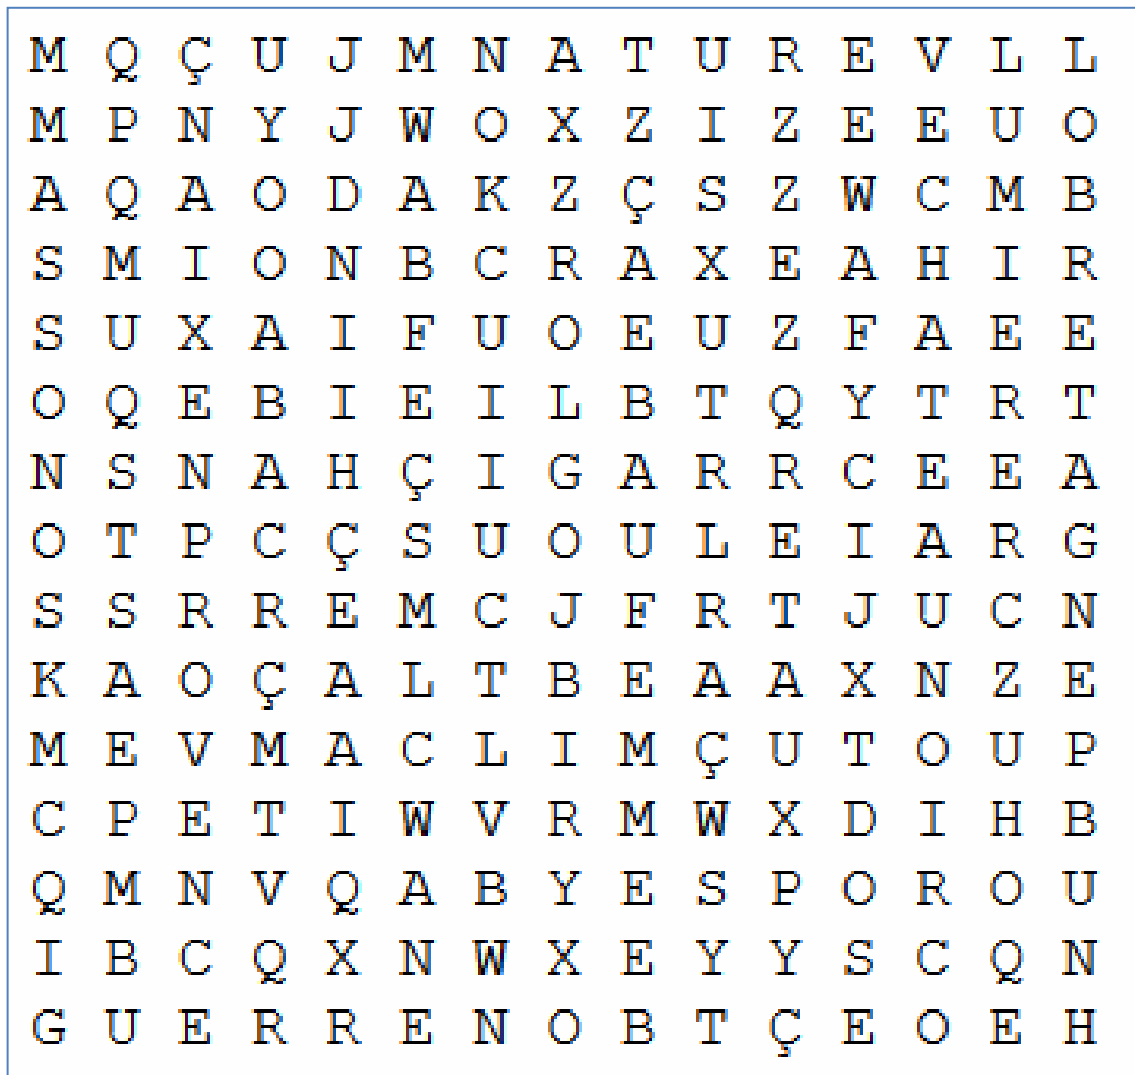 M Q Ç U J M N A T U R E V L L
M P N Y J W O X Z I Z E E U O
A Q A O D A K Z Ç S Z W C M B
S M I O N B C R A X E A H I R
S U X A I F U O E U Z F A E E
O Q E B I E I L B T Q Y T R T
N S N A H Ç I G A R R C E E A
O T P C Ç S U O U L E I A R G
S S R R E M C J F R T J U C N
K A O Ç A L T B E A A X N Z E
M E V M A C L I M Ç U T O U P
C P E T I W V R M W X D I H B
Q M N V Q A B Y E S P O R O U
I B C Q X N W X E Y Y S C Q N
G U E R R E N O B T Ç E O E H